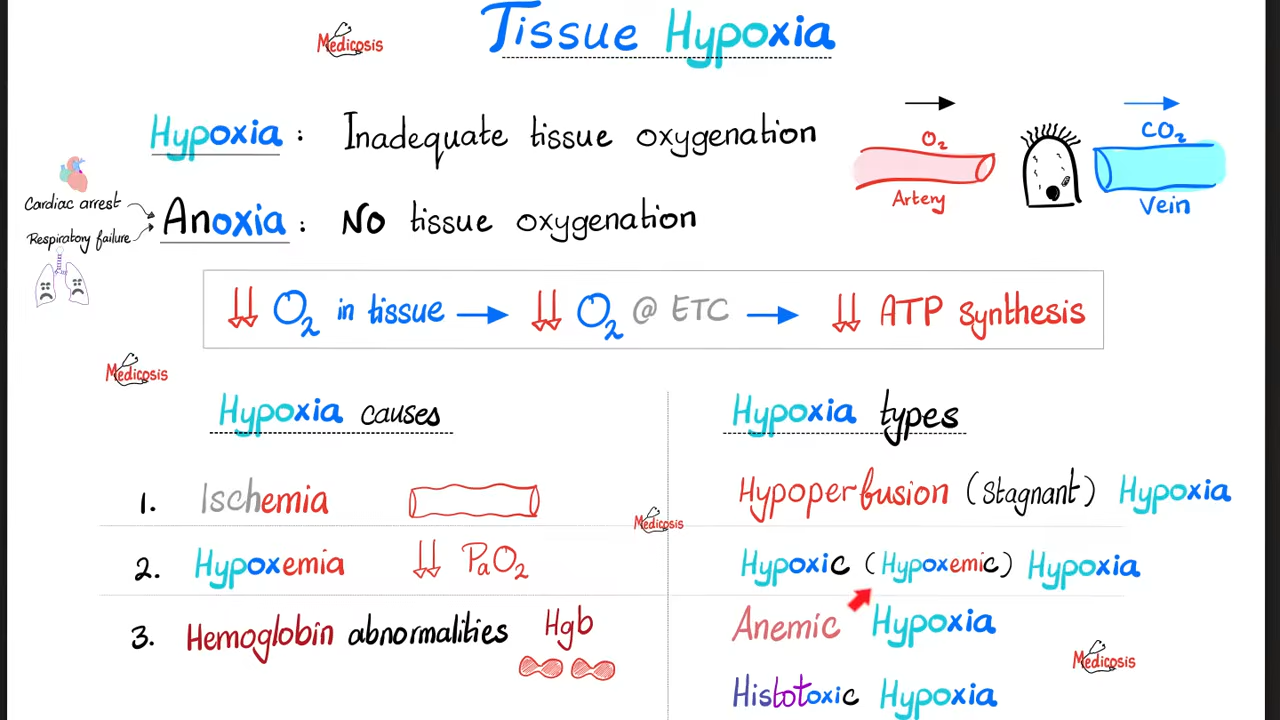 Tissue Hypoxia
Medicosis
Hypoxia : Inadequate tissue oxygenation
O2
Artery
CO2
Vein
Cardiac arrest
Respiratory failure
Anoxia : No tissue oxygenation
O2 in tissue → O2 @ ETC → ATP synthesis
Medicosis
Hypoxia causes
1. Ischemia
2. Hypoxemia PaO2
3. Hemoglobin abnormalities Hgb
Medicosis
Hypoxia types
Hypoperfusion (Stagnant) Hypoxia
Hypoxic (Hypoxemic) Hypoxia
Anemic Hypoxia
Histotoxic Hypoxia
Medicosis